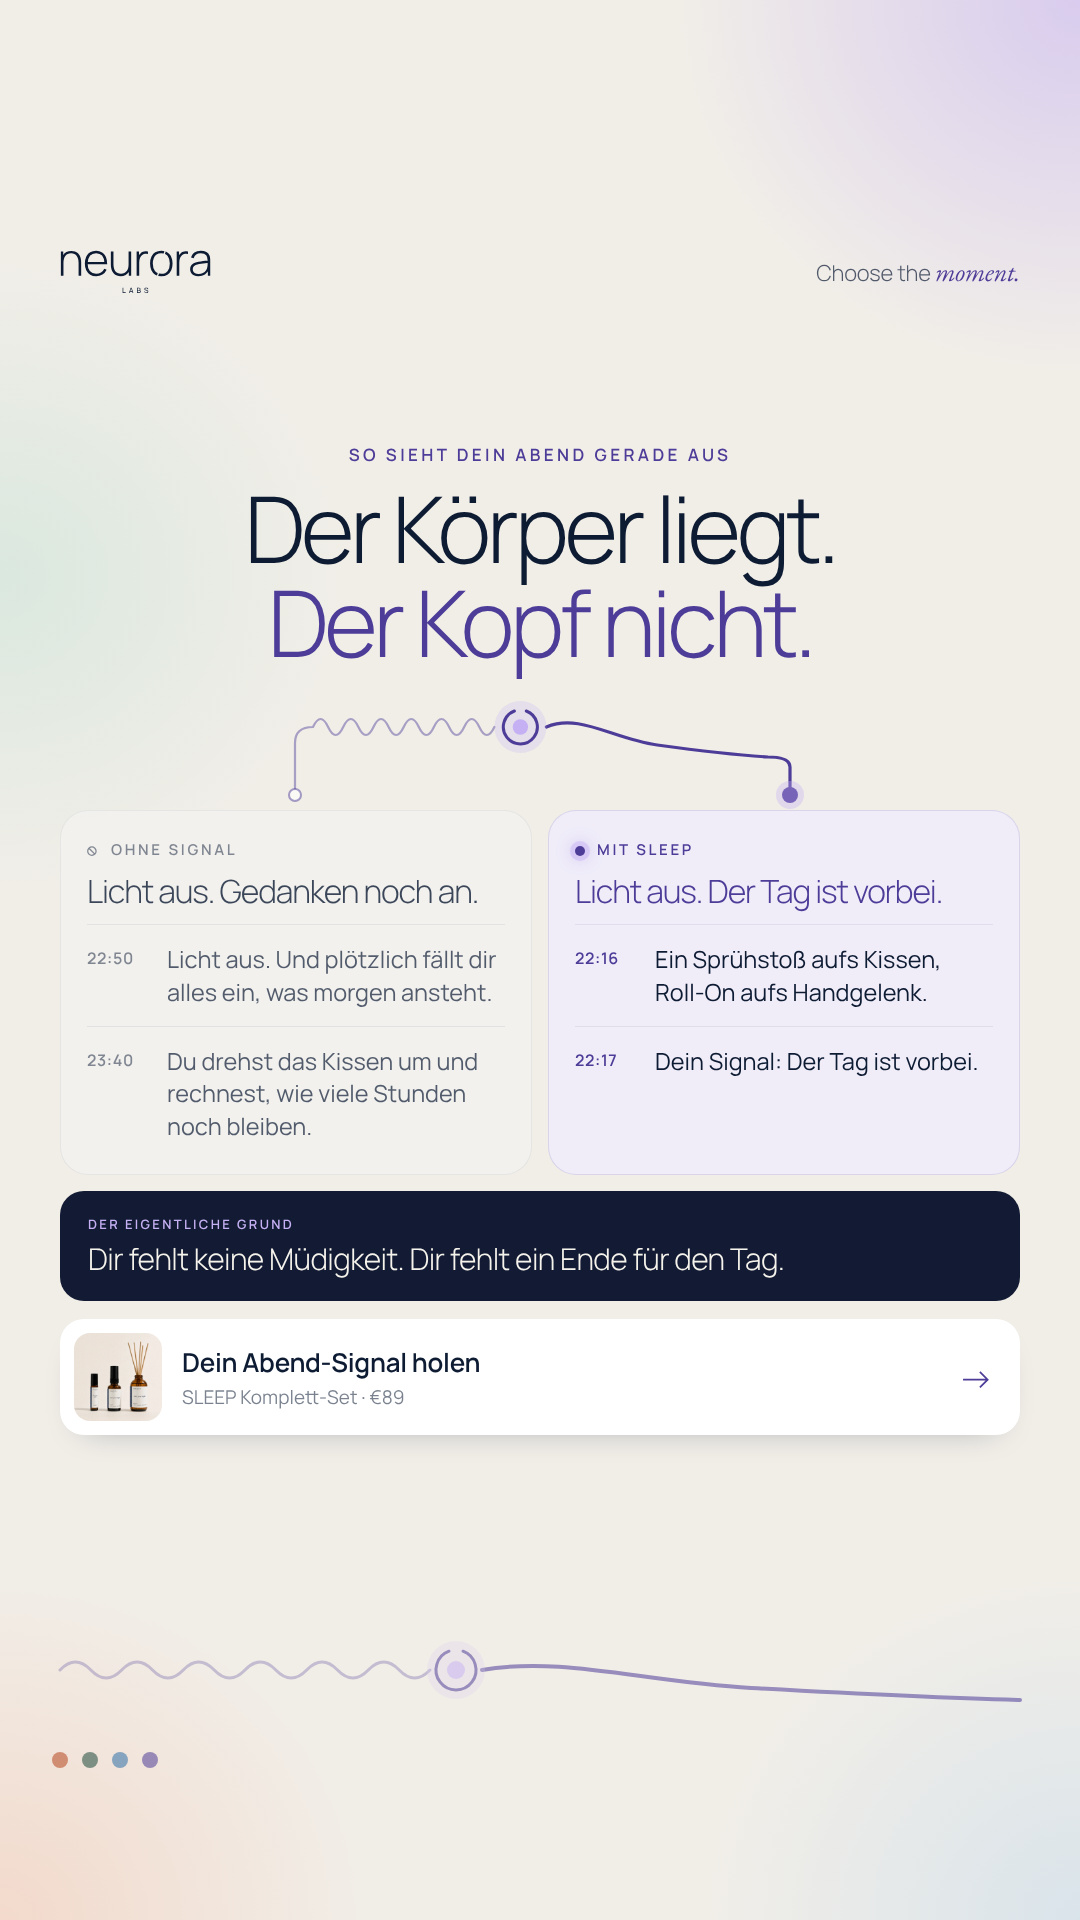 neurora
LABS
Choose the moment.
SO SIEHT DEIN ABEND GERADE AUS
Der Körper liegt.
Der Kopf nicht.
OHNE SIGNAL
Licht aus. Gedanken noch an.
22:50 Licht aus. Und plötzlich fällt dir
alles ein, was morgen ansteht.
23:40 Du drehst das Kissen um und
rechnest, wie viele Stunden
noch bleiben.
MIT SLEEP
Licht aus. Der Tag ist vorbei.
22:16 Ein Sprühstoß aufs Kissen,
Roll-On aufs Handgelenk.
22:17 Dein Signal: Der Tag ist vorbei.
DER EIGENTLICHE GRUND
Dir fehlt keine Müdigkeit. Dir fehlt ein Ende für den Tag.
Dein Abend-Signal holen
SLEEP Komplett-Set · €89